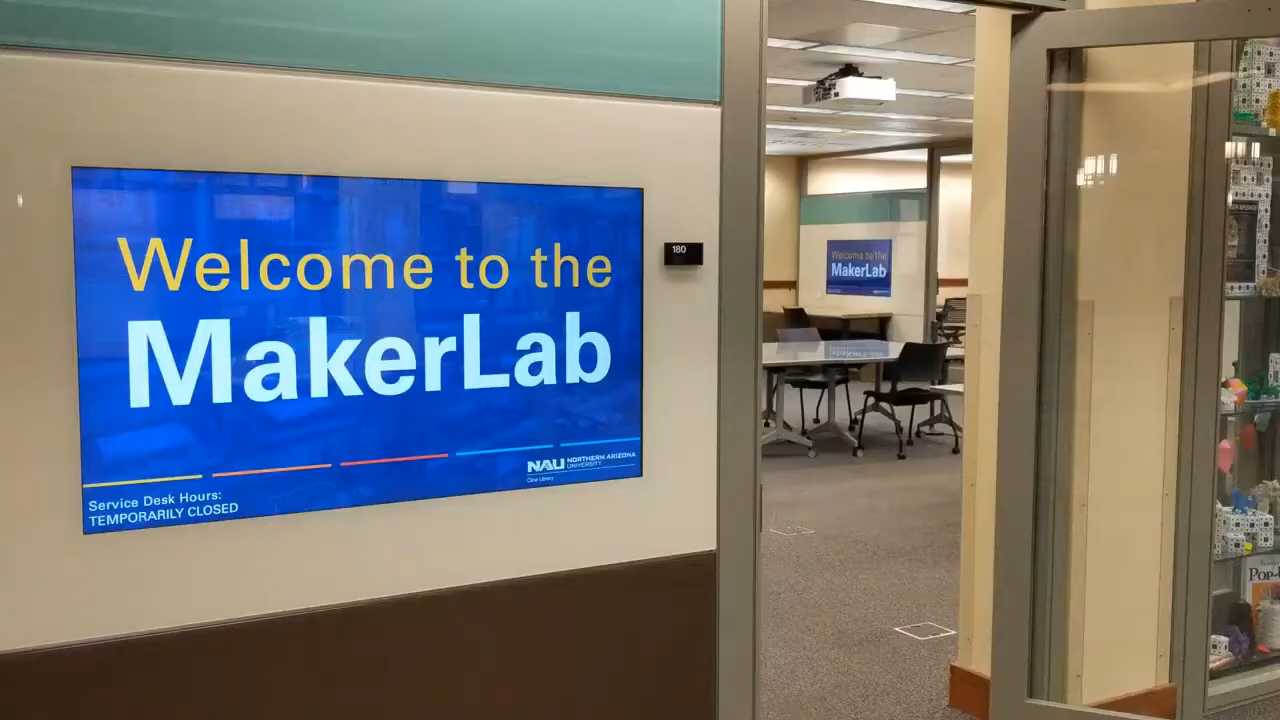 Welcome to the
MakerLab
NAU NORTHERN ARIZONA
UNIVERSITY
Cline Library
Service Desk Hours:
TEMPORARILY CLOSED
180
Welcome to the
MakerLab